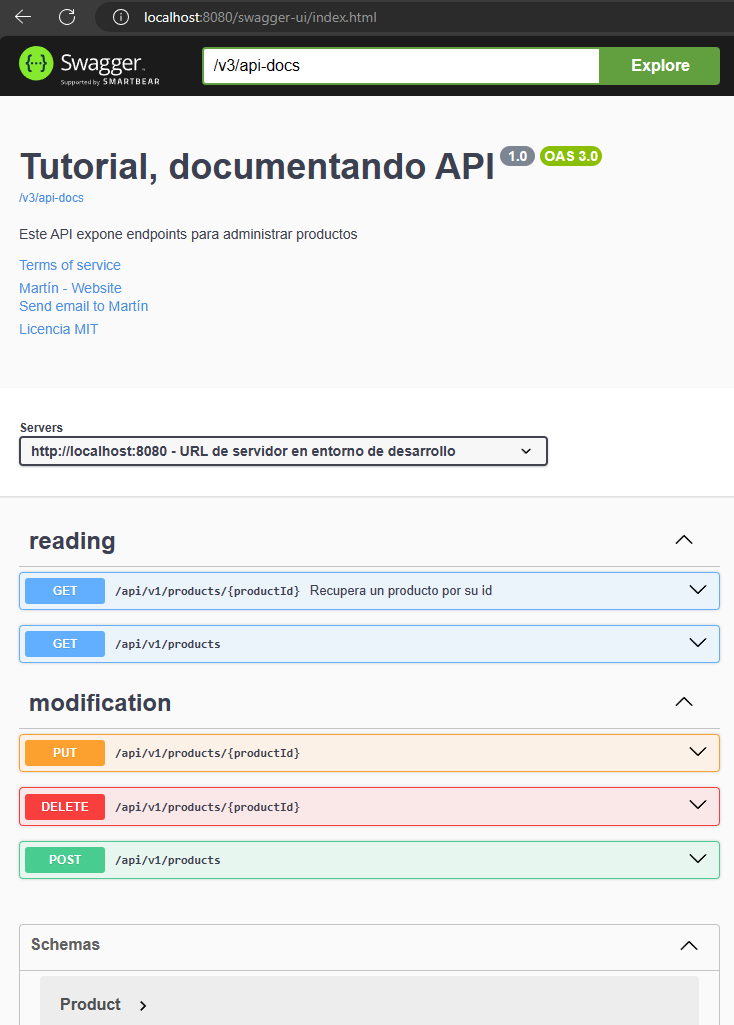 localhost:8080/swagger-ui/index.html
{···} Swagger™
Supported by SMARTBEAR
/v3/api-docs
Explore
Tutorial, documentando API 1.0 OAS 3.0
/v3/api-docs
Este API expone endpoints para administrar productos
Terms of service
Martín - Website
Send email to Martín
Licencia MIT
Servers
http://localhost:8080 - URL de servidor en entorno de desarrollo
reading
GET /api/v1/products/{productId} Recupera un producto por su id
GET /api/v1/products
modification
PUT /api/v1/products/{productId}
DELETE /api/v1/products/{productId}
POST /api/v1/products
Schemas
Product